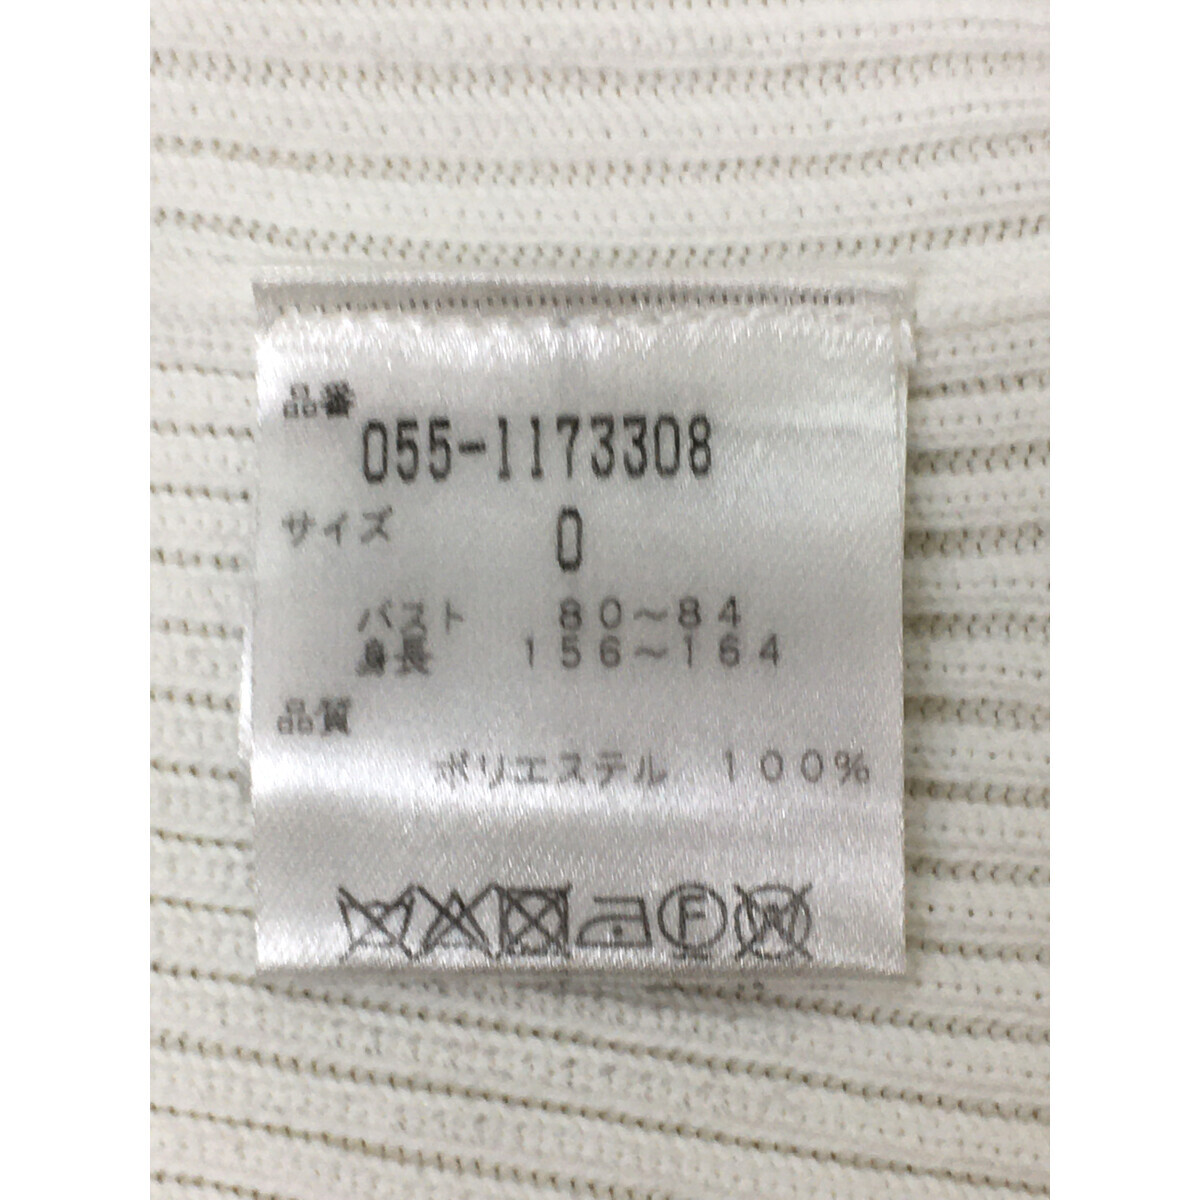 品番
055-1173308
サイズ 0
バスト 80〜84
身長 156〜164
品質
ポリエステル 100%
F
W